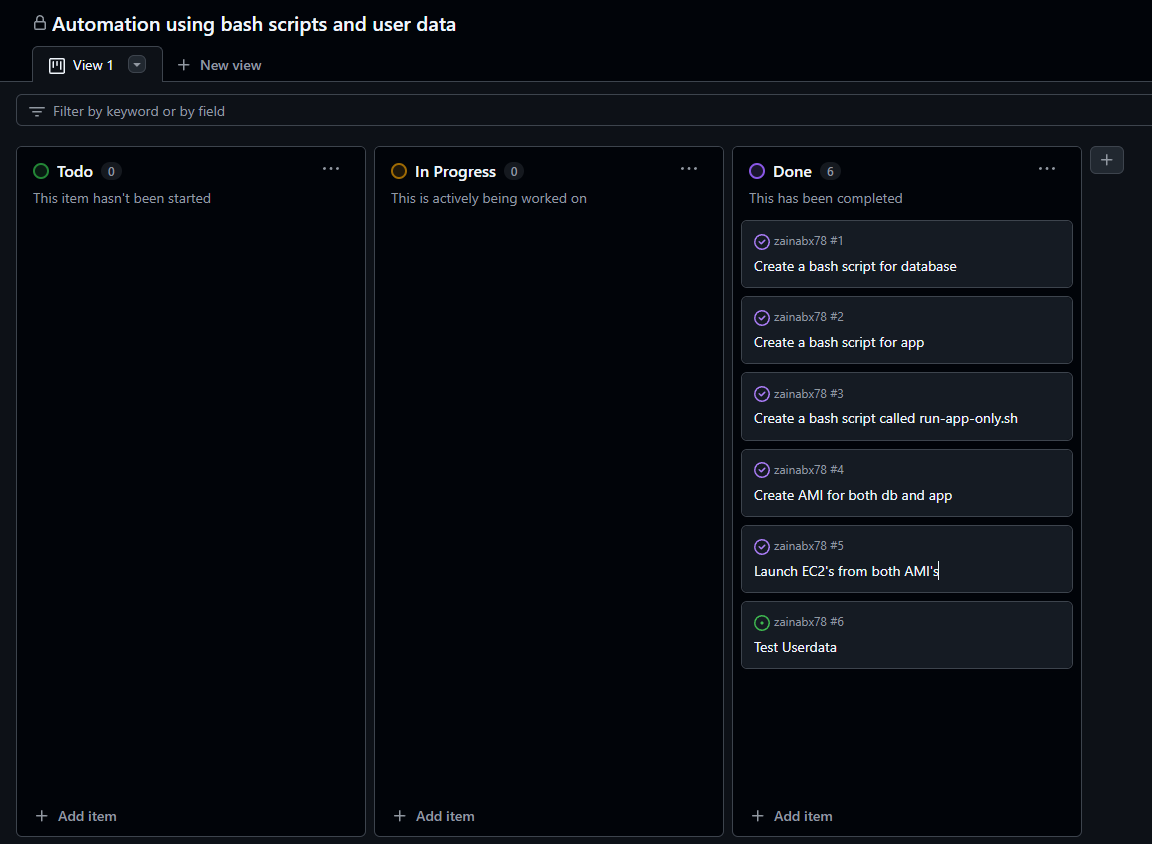 Automation using bash scripts and user data
View 1
New view
Filter by keyword or by field
Todo 0
This item hasn't been started
Add item
In Progress 0
This is actively being worked on
Add item
Done 6
This has been completed
zainabx78 #1
Create a bash script for database
zainabx78 #2
Create a bash script for app
zainabx78 #3
Create a bash script called run-app-only.sh
zainabx78 #4
Create AMI for both db and app
zainabx78 #5
Launch EC2's from both AMI's
zainabx78 #6
Test Userdata
Add item